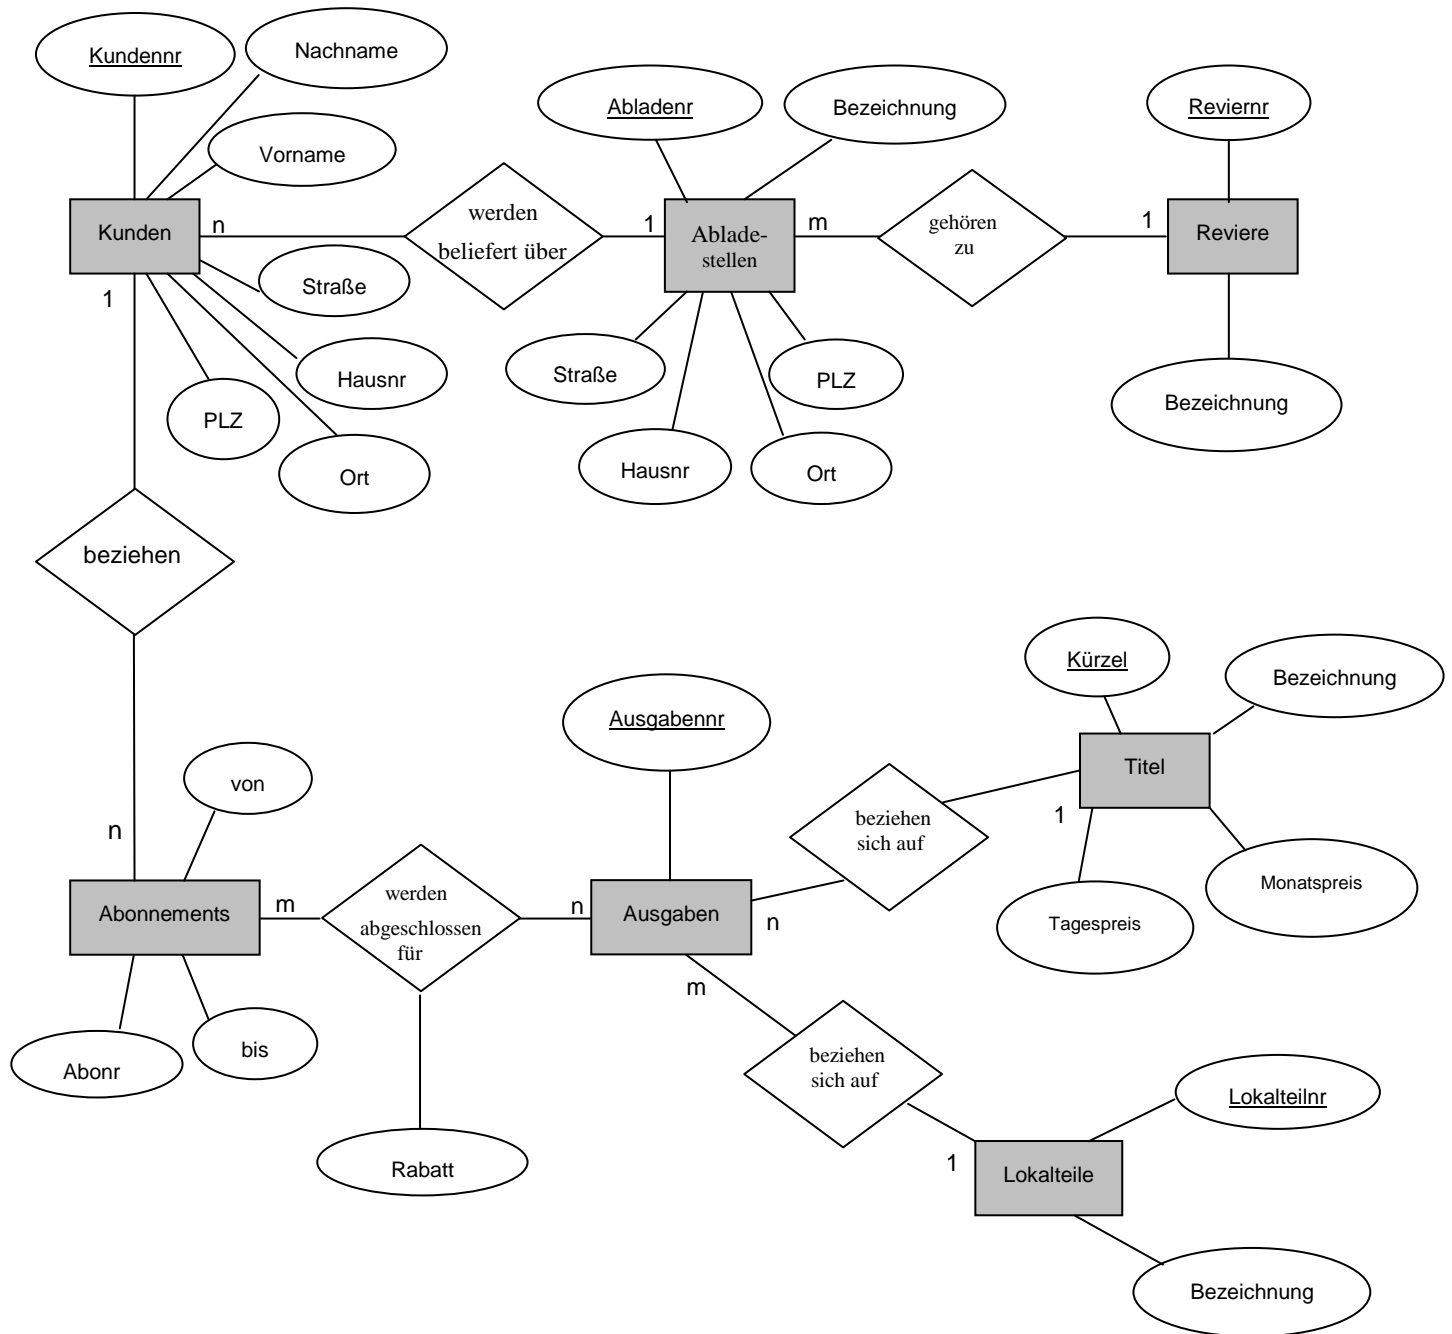 Kundennr
Nachname
Vorname
Abladenr
Bezeichnung
Reviernr
Kunden
n
werden
beliefert über
1
Ablade-
stellen
m
gehören
zu
1
Reviere
1
Straße
Hausnr
PLZ
Ort
Straße
PLZ
Hausnr
Ort
Bezeichnung
beziehen
n
von
Abonnements
m
werden
abgeschlossen
für
n
Abonr
bis
Rabatt
Ausgabennr
Ausgaben
n
m
beziehen
sich auf
1
Kürzel
Bezeichnung
Titel
Tagespreis
Monatspreis
beziehen
sich auf
1
Lokalteilnr
Lokalteile
Bezeichnung